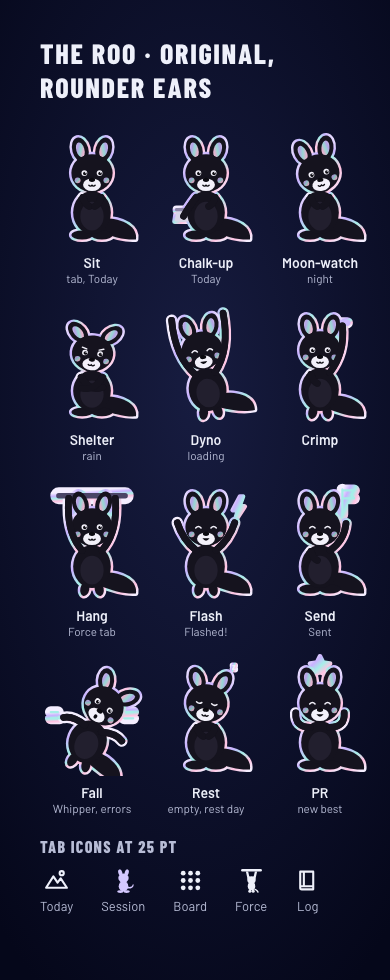 THE ROO · ORIGINAL,
ROUNDER EARS
Sit
tab, Today
Chalk-up
Today
Moon-watch
night
Shelter
rain
Dyno
loading
Crimp
Hang
Force tab
Flash
Flashed!
Send
Sent
Fall
Whipper, errors
Rest
empty, rest day
PR
new best
TAB ICONS AT 25 PT
Today
Session
Board
Force
Log